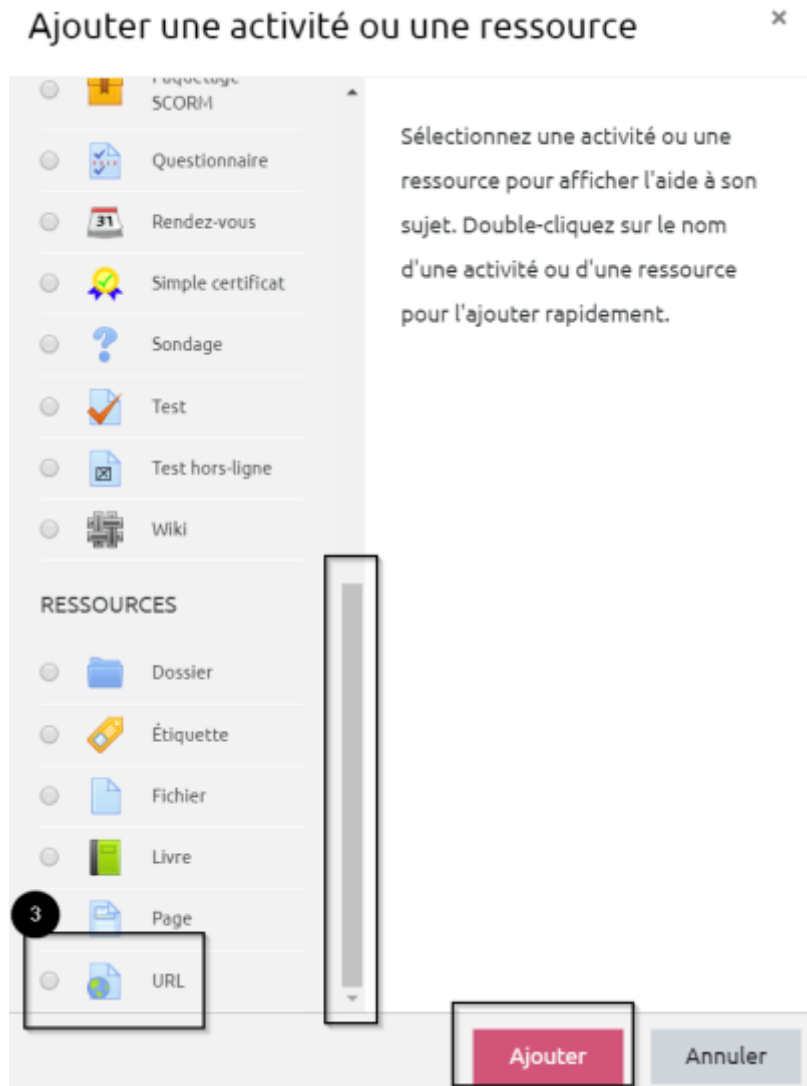 Ajouter une activité ou une ressource
×
SCORM
Questionnaire
31
Rendez-vous
Simple certificat
Sondage
Test
Test hors-ligne
Wiki
RESSOURCES
Dossier
Étiquette
Fichier
Livre
3
Page
URL
Sélectionnez une activité ou une
ressource pour afficher l'aide à son
sujet. Double-cliquez sur le nom
d'une activité ou d'une ressource
pour l'ajouter rapidement.
Ajouter
Annuler